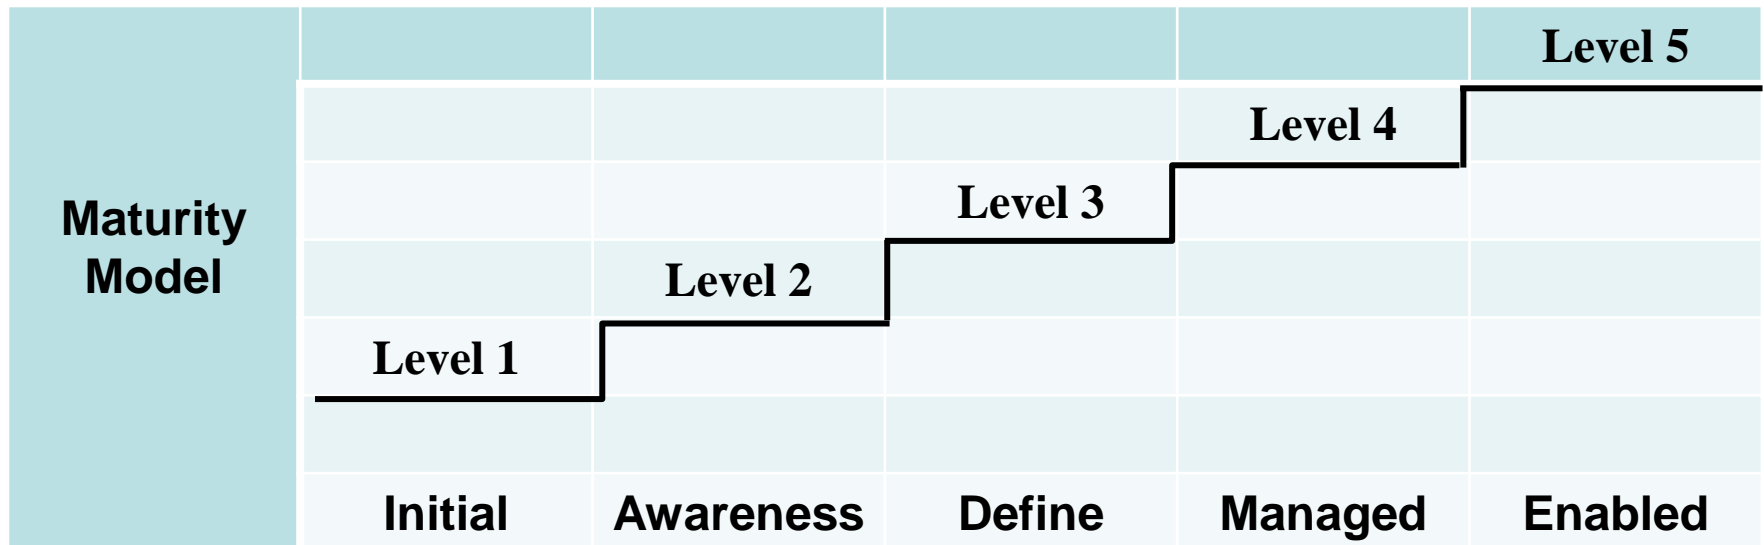 Level 5
Level 4
Level 3
Level 2
Level 1
Maturity
Model
Initial Awareness Define Managed Enabled